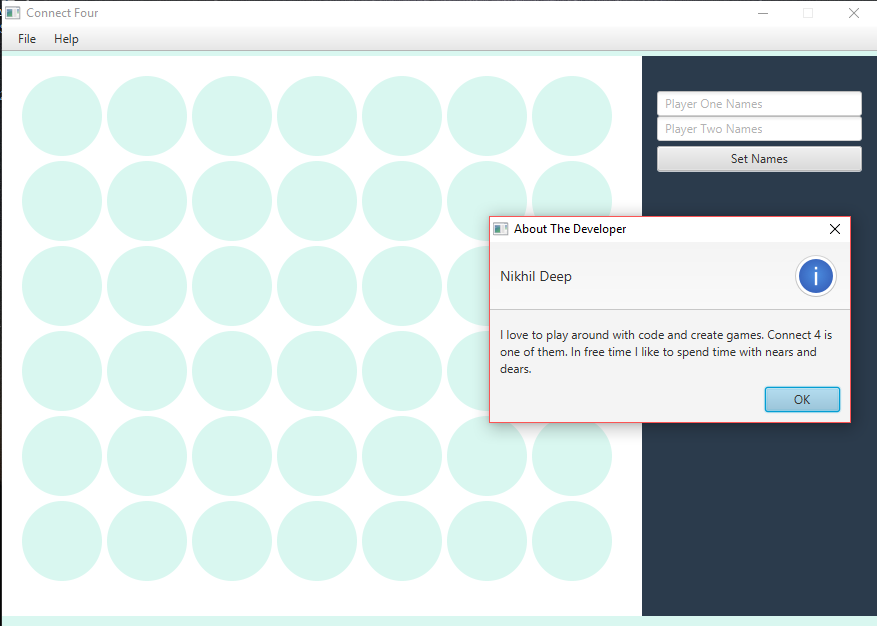 Connect Four
File Help
Player One Names
Player Two Names
Set Names
About The Developer
Nikhil Deep
I love to play around with code and create games. Connect 4 is
one of them. In free time I like to spend time with nears and
dears.
OK